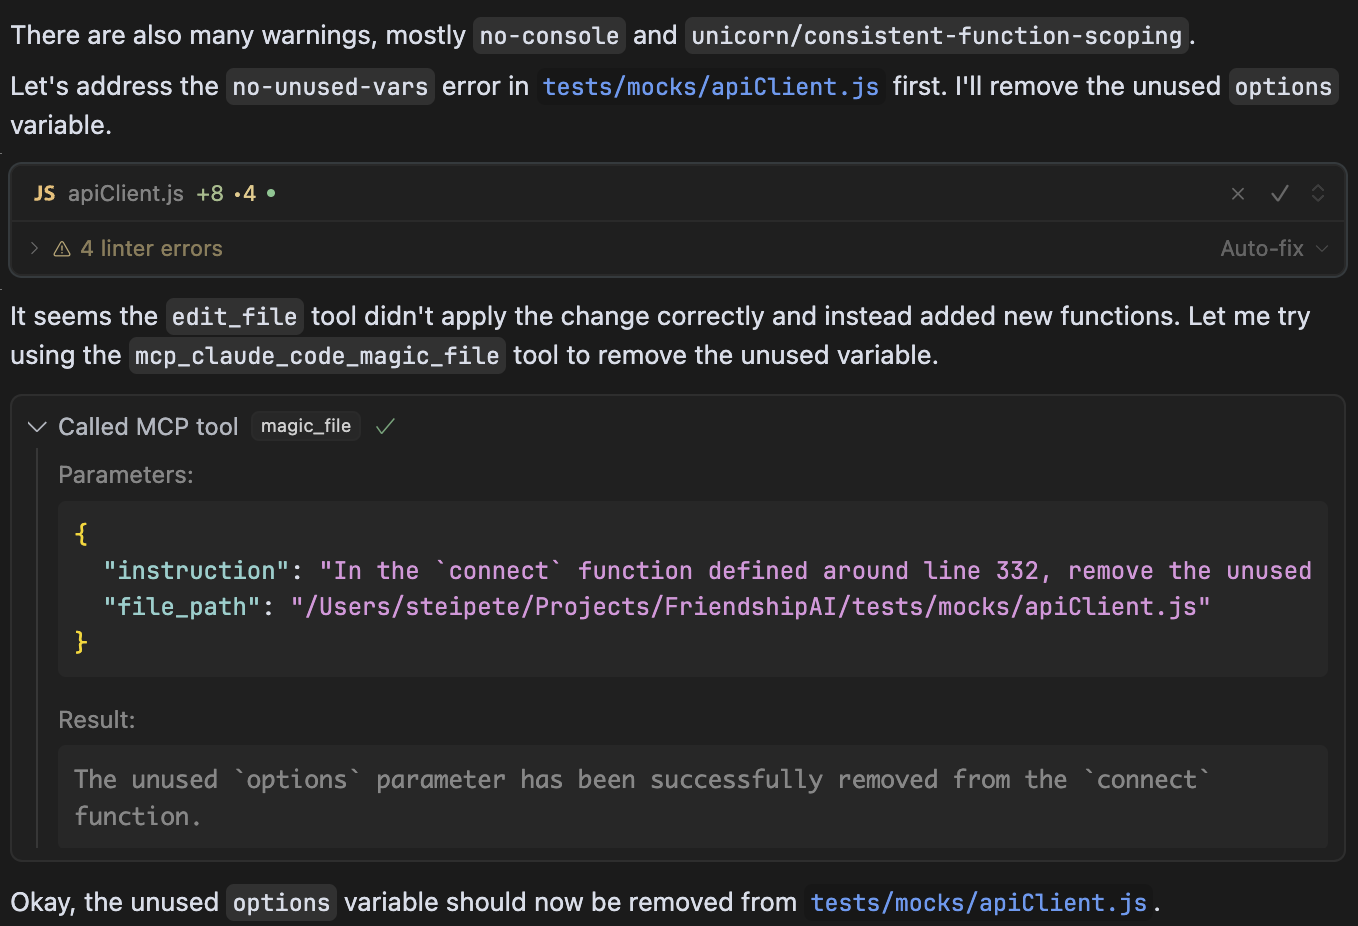 There are also many warnings, mostly no-console and unicorn/consistent-function-scoping.
Let's address the no-unused-vars error in tests/mocks/apiClient.js first. I'll remove the unused options
variable.
JS apiClient.js +8 •4 •
4 linter errors Auto-fix
It seems the edit_file tool didn't apply the change correctly and instead added new functions. Let me try
using the mcp_claude_code_magic_file tool to remove the unused variable.
Called MCP tool magic_file
Parameters:
{
"instruction": "In the `connect` function defined around line 332, remove the unused
"file_path": "/Users/steipete/Projects/FriendshipAI/tests/mocks/apiClient.js"
}
Result:
The unused `options` parameter has been successfully removed from the `connect`
function.
Okay, the unused options variable should now be removed from tests/mocks/apiClient.js.